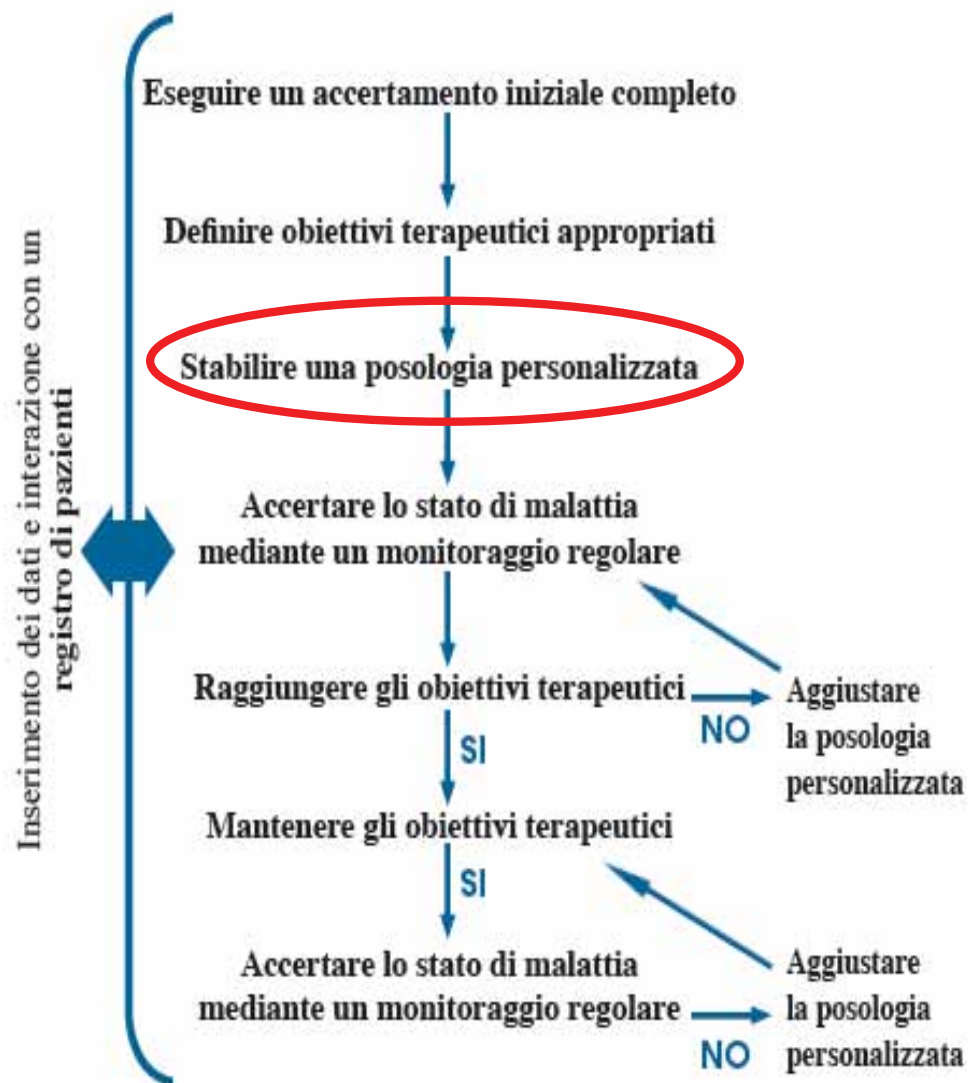 Inserimento dei dati e interazione con un
registro di pazienti
Eseguire un accertamento iniziale completo
Definire obiettivi terapeutici appropriati
Stabilire una posologia personalizzata
Accertare lo stato di malattia
mediante un monitoraggio regolare
Raggiungere gli obiettivi terapeutici
NO
Aggiustare
la posologia
personalizzata
SI
Mantenere gli obiettivi terapeutici
SI
Accertare lo stato di malattia
mediante un monitoraggio regolare
NO
Aggiustare
la posologia
personalizzata